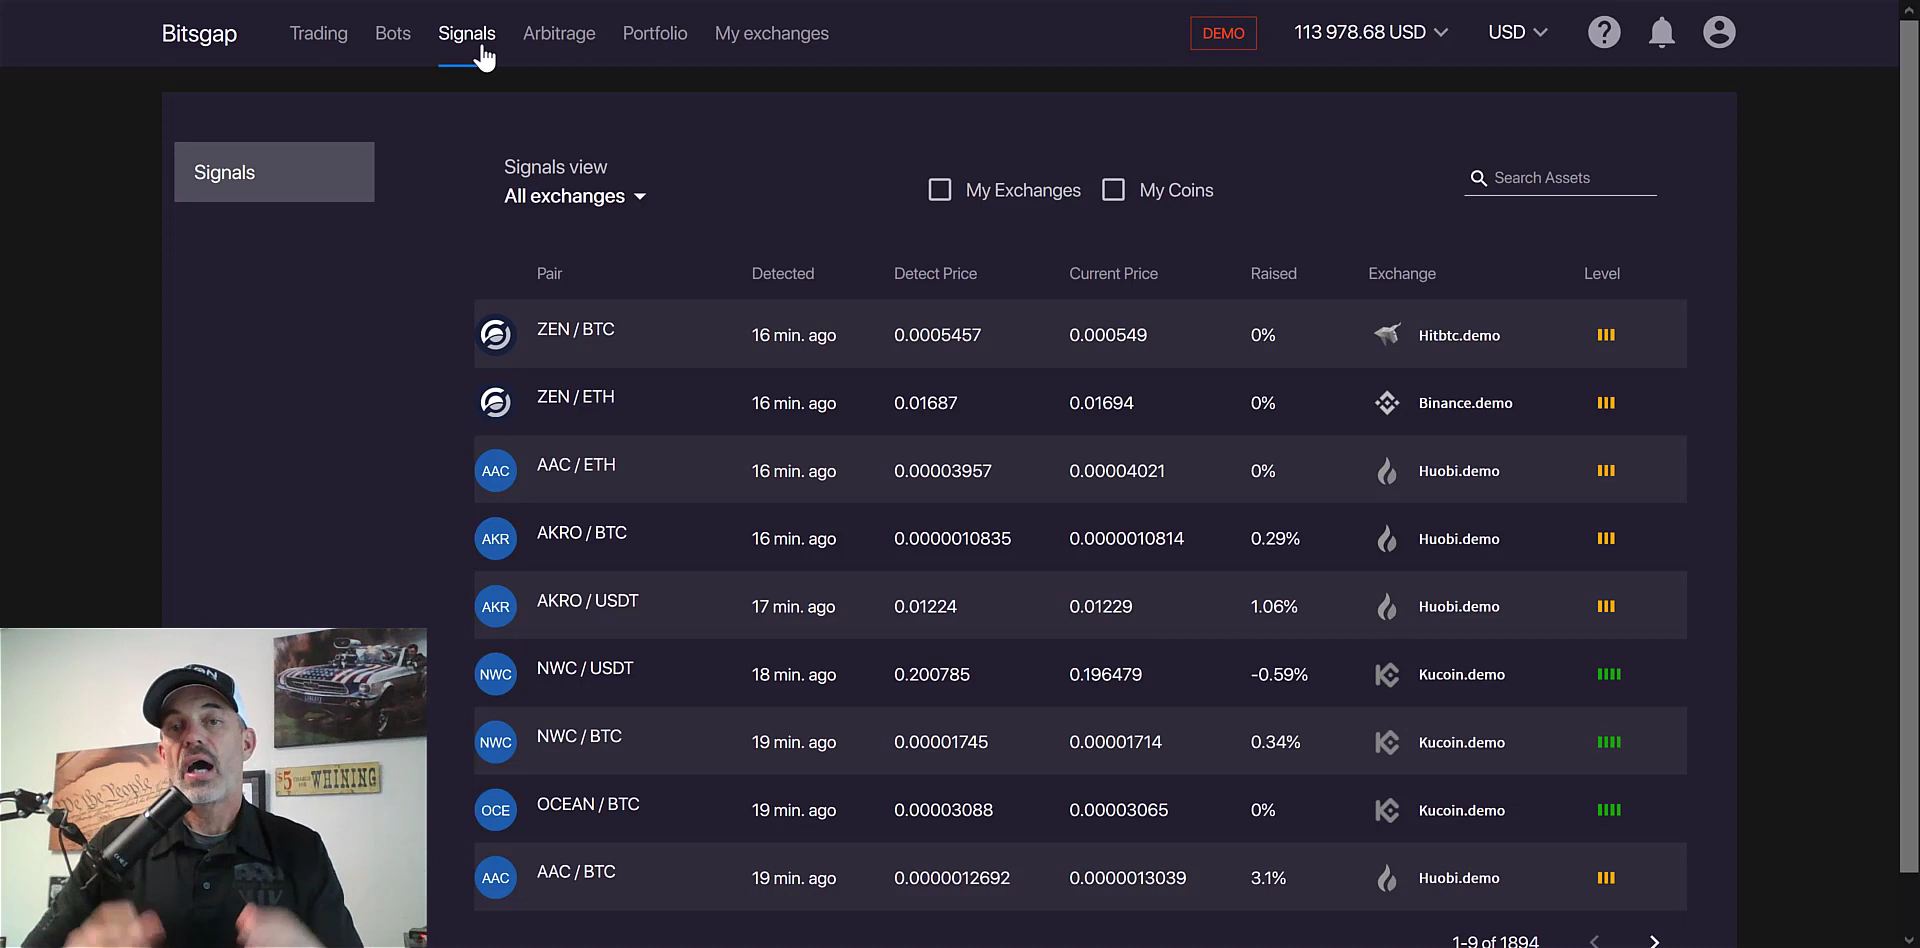 Bitsgap Trading Bots Signals Arbitrage Portfolio My exchanges DEMO 113 978.68 USD USD
Signals
Signals view
All exchanges
My Exchanges My Coins
Search Assets
Pair Detected Detect Price Current Price Raised Exchange Level
ZEN / BTC 16 min. ago 0.0005457 0.000549 0% Hitbtc.demo
ZEN / ETH 16 min. ago 0.01687 0.01694 0% Binance.demo
AAC AAC / ETH 16 min. ago 0.00003957 0.00004021 0% Huobi.demo
AKR AKRO / BTC 16 min. ago 0.0000010835 0.0000010814 0.29% Huobi.demo
AKR AKRO / USDT 17 min. ago 0.01224 0.01229 1.06% Huobi.demo
NWC NWC / USDT 18 min. ago 0.200785 0.196479 -0.59% Kucoin.demo
NWC NWC / BTC 19 min. ago 0.00001745 0.00001714 0.34% Kucoin.demo
OCE OCEAN / BTC 19 min. ago 0.00003088 0.00003065 0% Kucoin.demo
AAC AAC / BTC 19 min. ago 0.0000012692 0.0000013039 3.1% Huobi.demo
1-9 of 1894
We the People
$5 WHINING